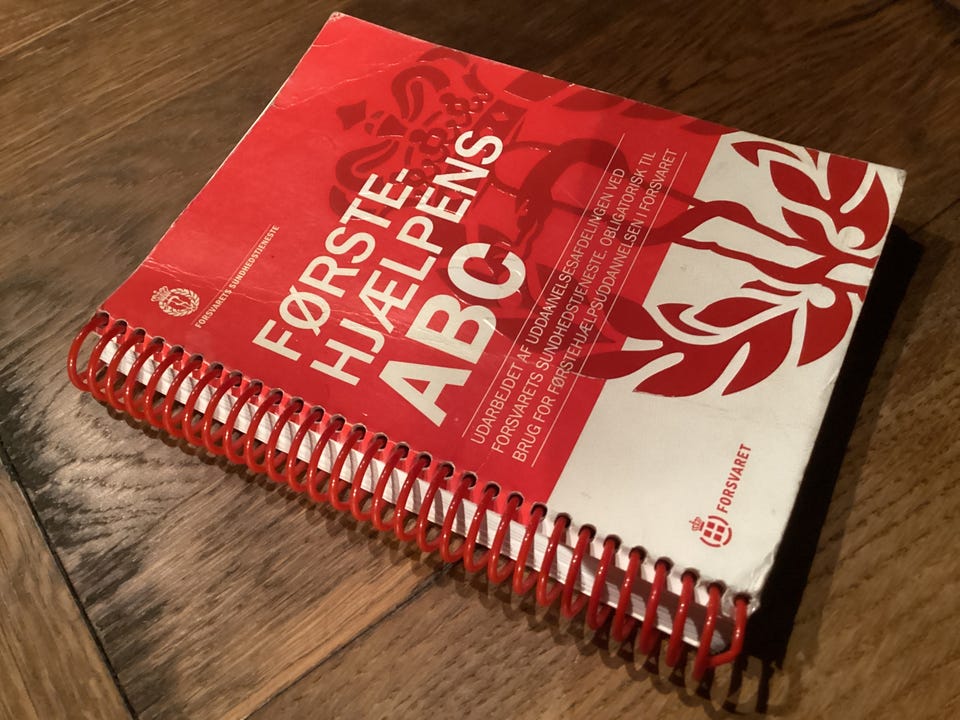 FORSVARETS SUNDHEDSTJENESTE
FØRSTE-
HJÆLPENS
ABC
UDARBEJDET AF UDDANNELSESAFDELINGEN VED
FORSVARETS SUNDHEDSTJENESTE. OBLIGATORISK TIL
BRUG FOR FØRSTEHJÆLPSUDDANNELSEN I FORSVARET
FORSVARET